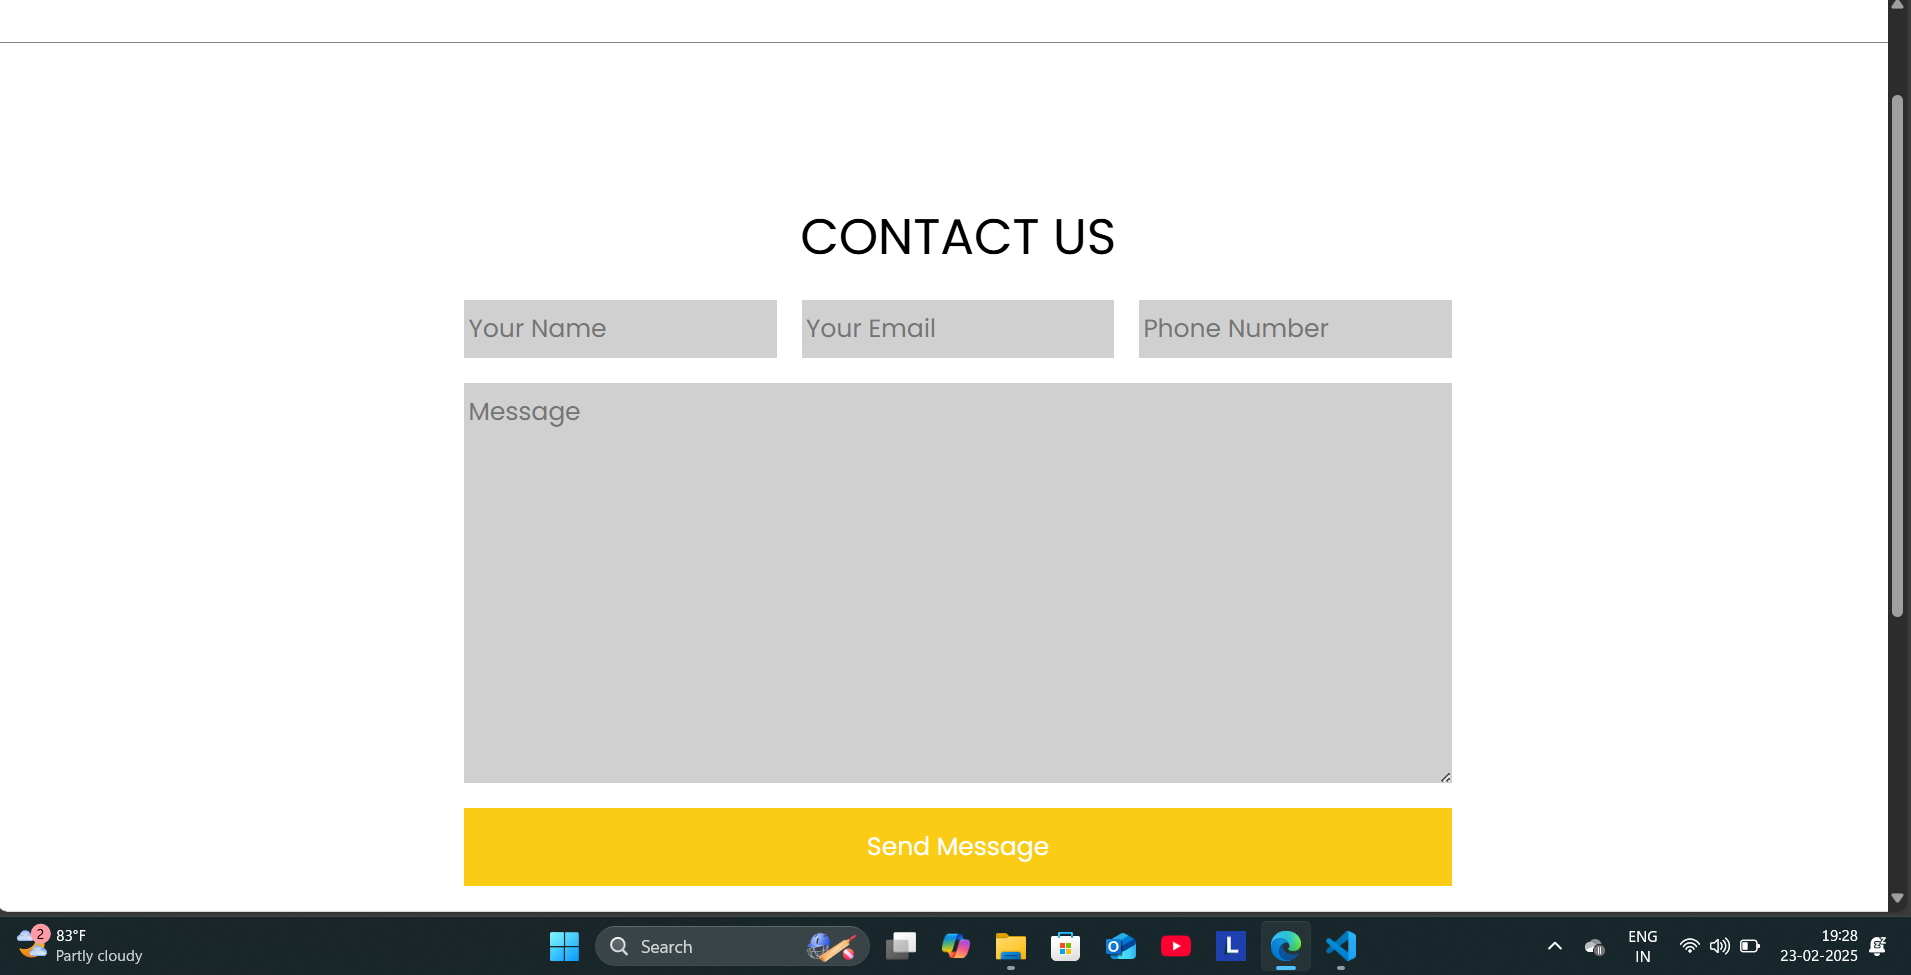 CONTACT US
Your Name Your Email Phone Number
Message
Send Message
2
83°F
Partly cloudy
Search
L
ENG
IN
19:28
23-02-2025